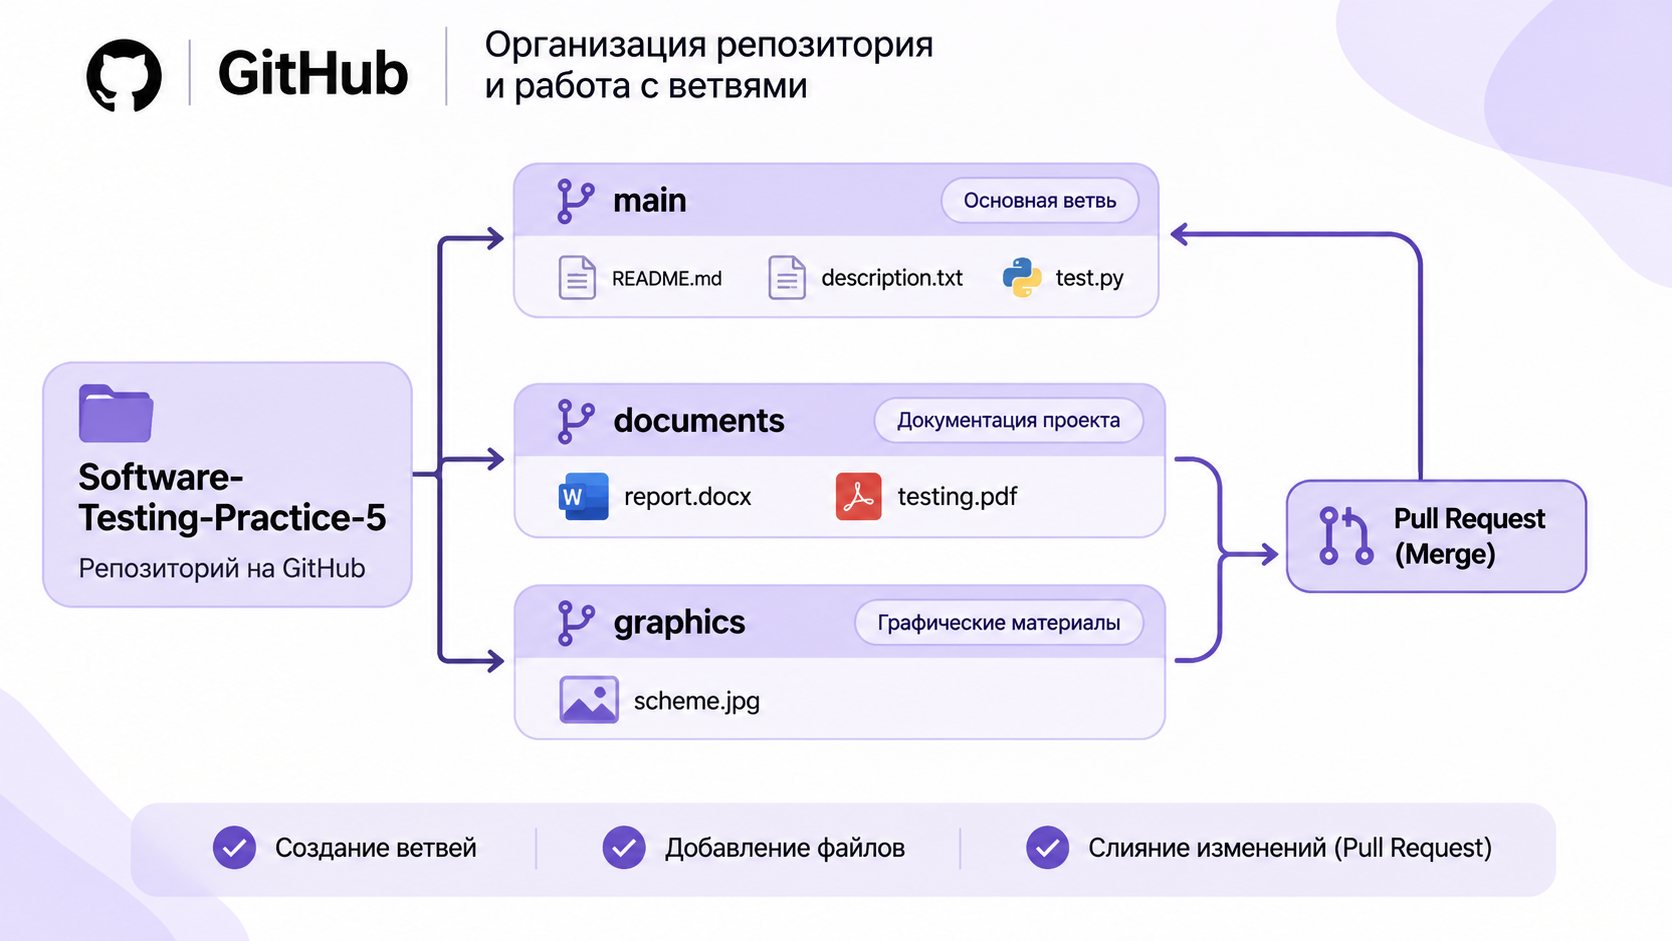 GitHub
Организация репозитория
и работа с ветвями
main
Основная ветвь
README.md
description.txt
test.py
Software-
Testing-Practice-5
Репозиторий на GitHub
documents
Документация проекта
W
report.docx
testing.pdf
graphics
Графические материалы
scheme.jpg
Pull Request
(Merge)
Создание ветвей
Добавление файлов
Слияние изменений (Pull Request)